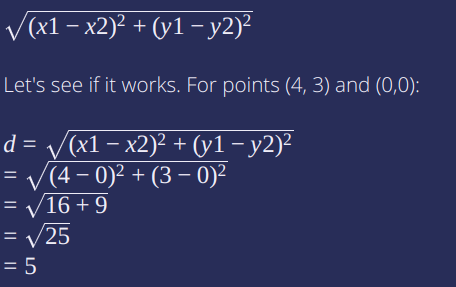 √(x1 − x2)² + (y1 − y2)²
Let's see if it works. For points (4, 3) and (0,0):
d = √(x1 − x2)² + (y1 − y2)²
= √(4 − 0)² + (3 − 0)²
= √16 + 9
= √25
= 5